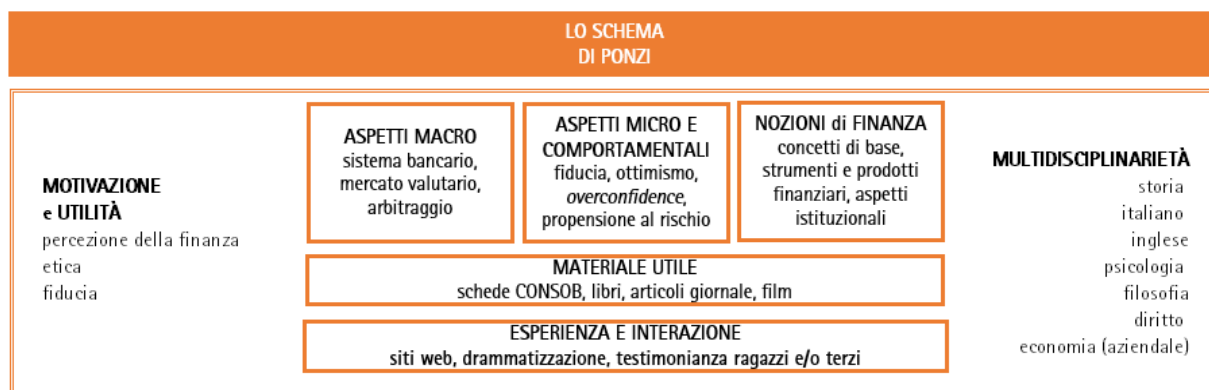 LO SCHEMA
DI PONZI
MOTIVAZIONE
e UTILITÀ
percezione della finanza
etica
fiducia
ASPETTI MACRO
sistema bancario,
mercato valutario,
arbitraggio
ASPETTI MICRO E
COMPORTAMENTALI
fiducia, ottimismo,
overconfidence,
propensione al rischio
NOZIONI di FINANZA
concetti di base,
strumenti e prodotti
finanziari, aspetti
istituzionali
MATERIALE UTILE
schede CONSOB, libri, articoli giornale, film
ESPERIENZA E INTERAZIONE
siti web, drammatizzazione, testimonianza ragazzi e/o terzi
MULTIDISCIPLINARIETÀ
storia
italiano
inglese
psicologia
filosofia
diritto
economia (aziendale)